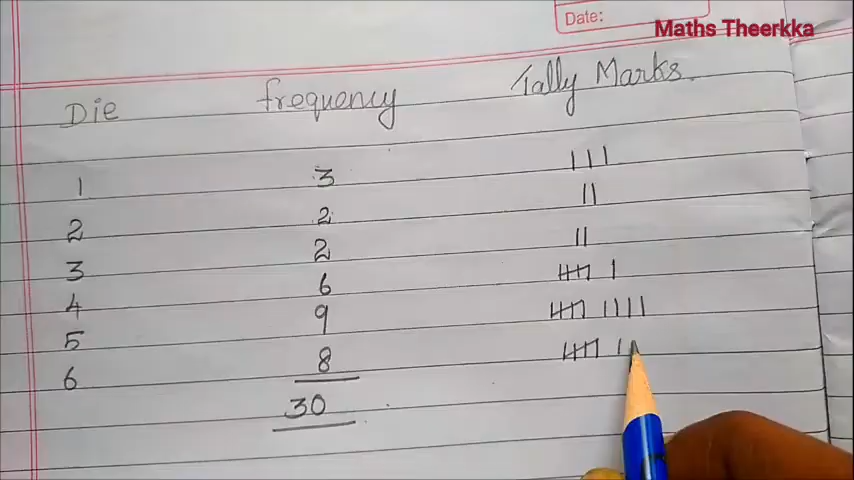 Date:
Maths Theerkka
Die frequency Tally Marks.
1 3 |||
2 2 ||
3 2 ||
4 6 |||| |
5 9 |||| ||||
6 8 |||| ||
30